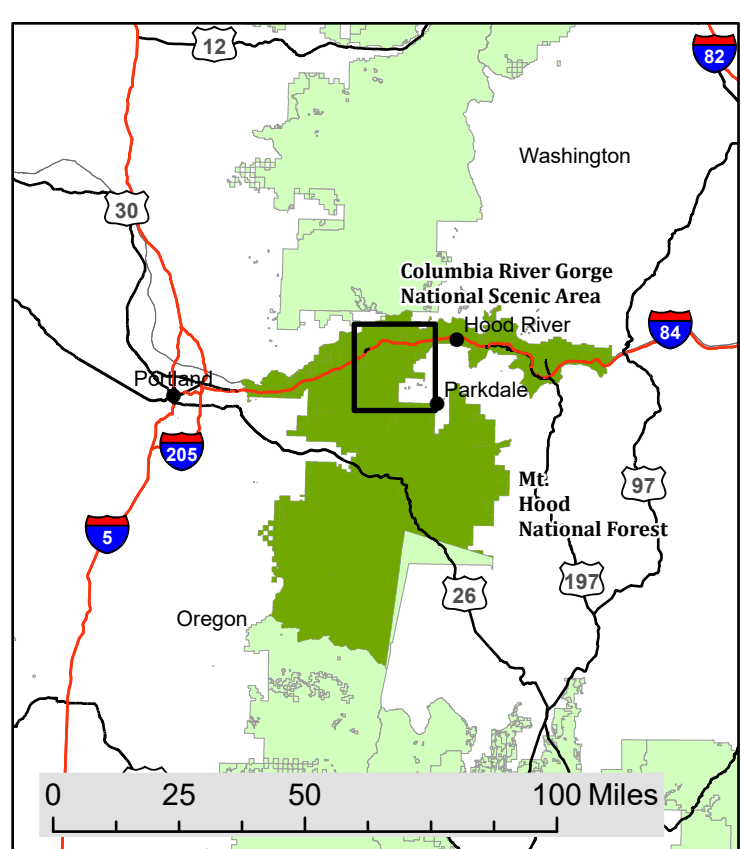 12
82
Washington
30
Columbia River Gorge
National Scenic Area
Hood River
84
Portland
Parkdale
205
97
Mt.
Hood
National Forest
5
197
26
Oregon
0 25 50 100 Miles